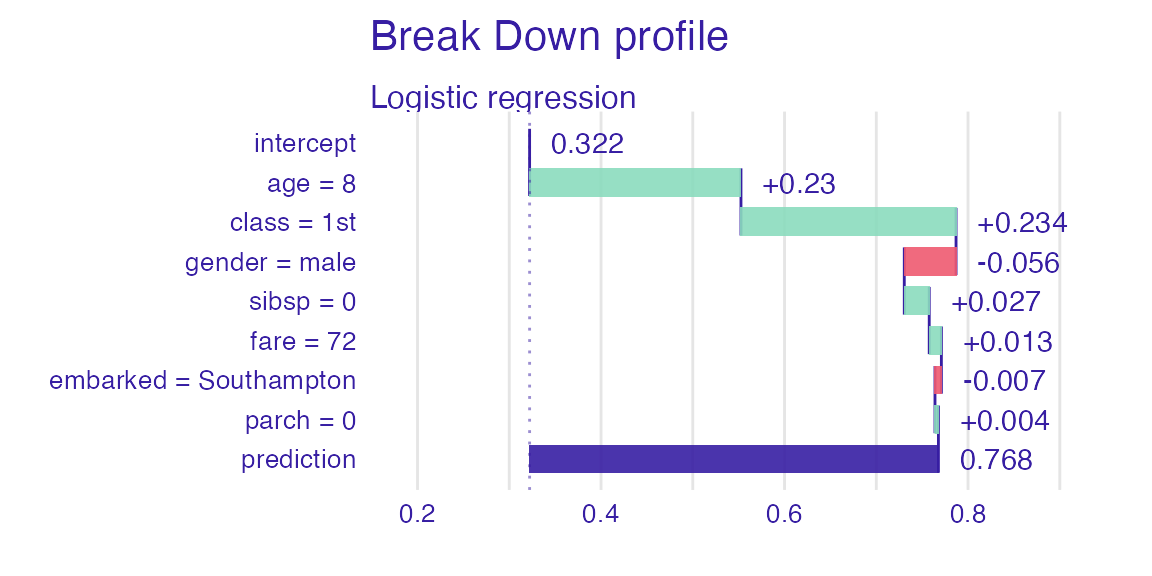 Break Down profile
Logistic regression
intercept 0.322
age = 8 +0.23
class = 1st +0.234
gender = male -0.056
sibsp = 0 +0.027
fare = 72 +0.013
embarked = Southampton -0.007
parch = 0 +0.004
prediction 0.768
0.2 0.4 0.6 0.8